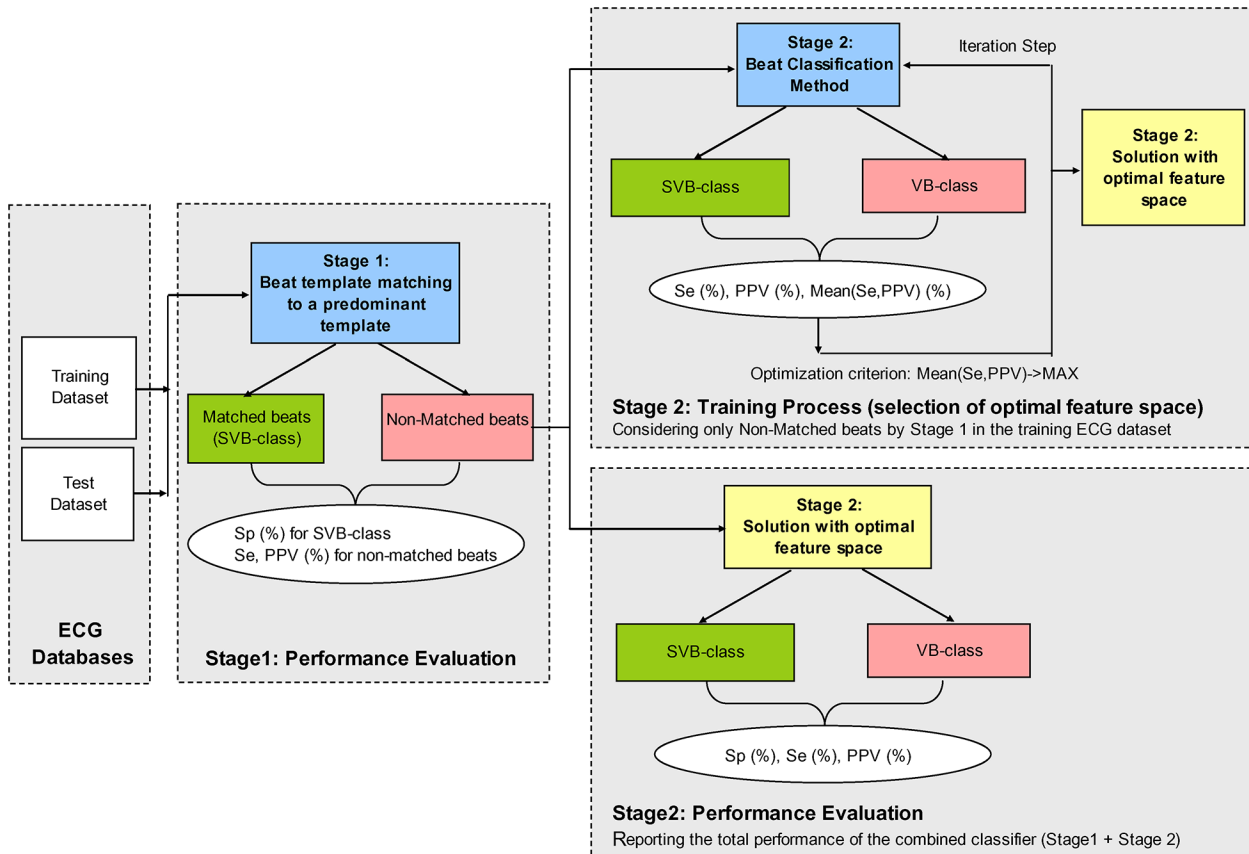 Training
Dataset
Test
Dataset
ECG
Databases
Stage 1:
Beat template matching
to a predominant
template
Matched beats
(SVB-class)
Non-Matched beats
Sp (%) for SVB-class
Se, PPV (%) for non-matched beats
Stage1: Performance Evaluation
Stage 2:
Beat Classification
Method
Iteration Step
SVB-class
VB-class
Stage 2:
Solution with
optimal feature
space
Se (%), PPV (%), Mean(Se,PPV) (%)
Optimization criterion: Mean(Se,PPV)->MAX
Stage 2: Training Process (selection of optimal feature space)
Considering only Non-Matched beats by Stage 1 in the training ECG dataset
Stage 2:
Solution with optimal
feature space
SVB-class
VB-class
Sp (%), Se (%), PPV (%)
Stage2: Performance Evaluation
Reporting the total performance of the combined classifier (Stage1 + Stage 2)